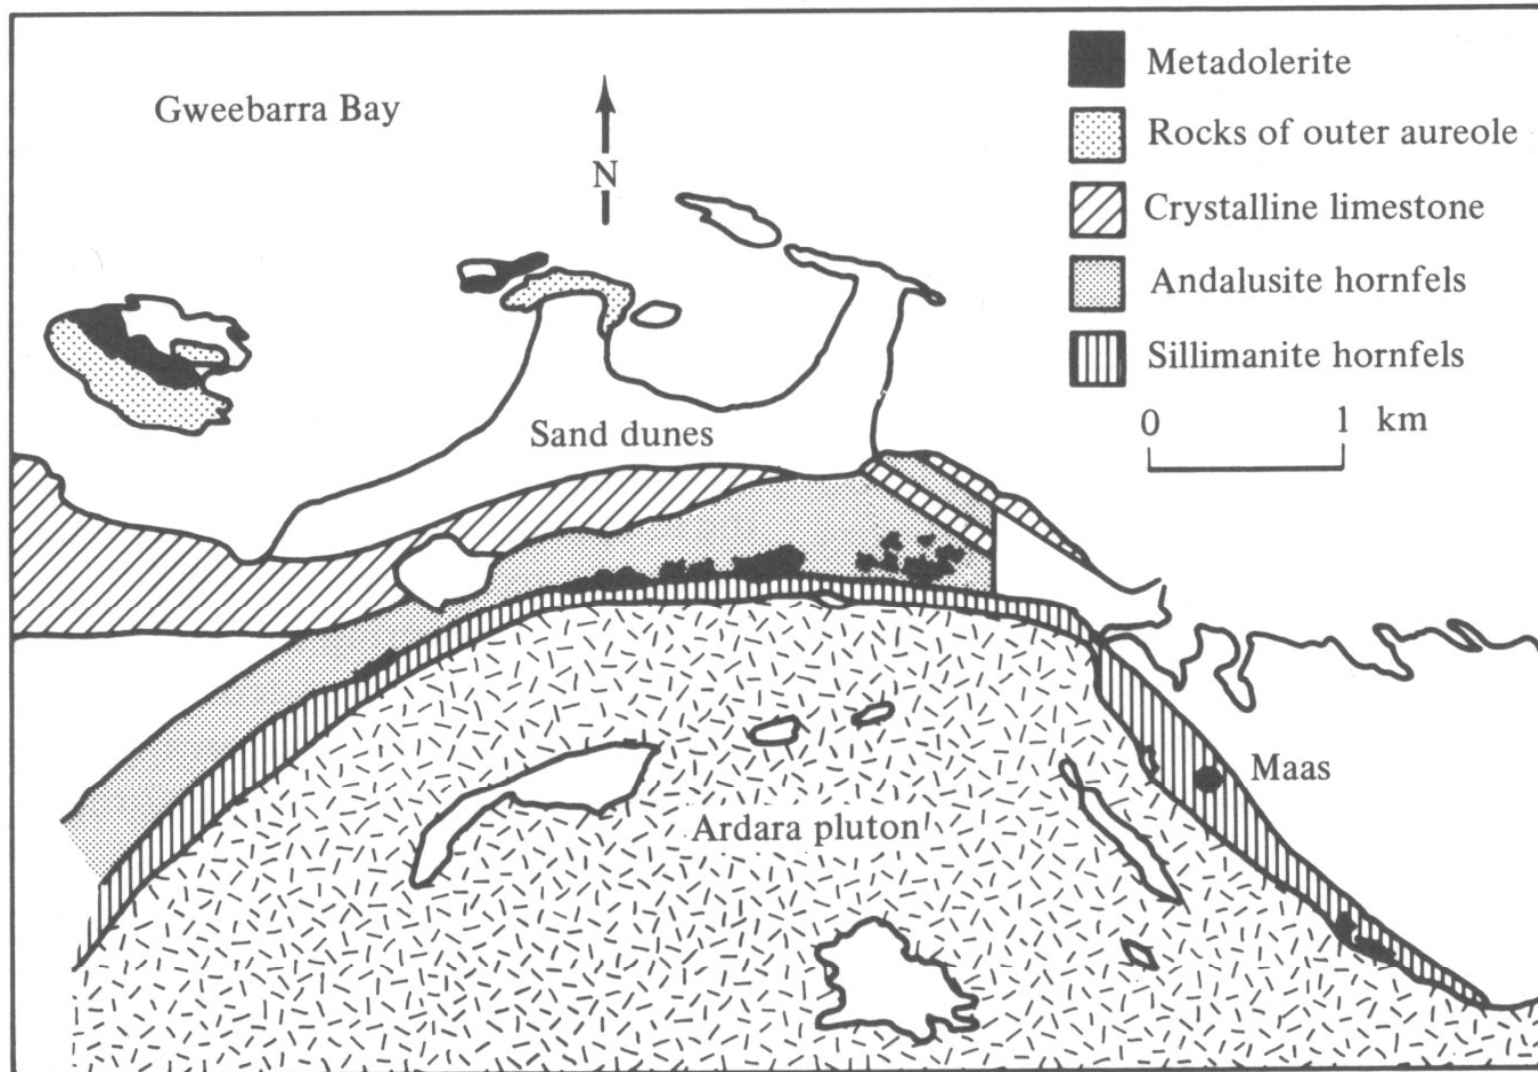 Gweebarra Bay
N
Metadolerite
Rocks of outer aureole
Crystalline limestone
Andalusite hornfels
Sillimanite hornfels
0 1 km
Sand dunes
Maas
Ardara pluton